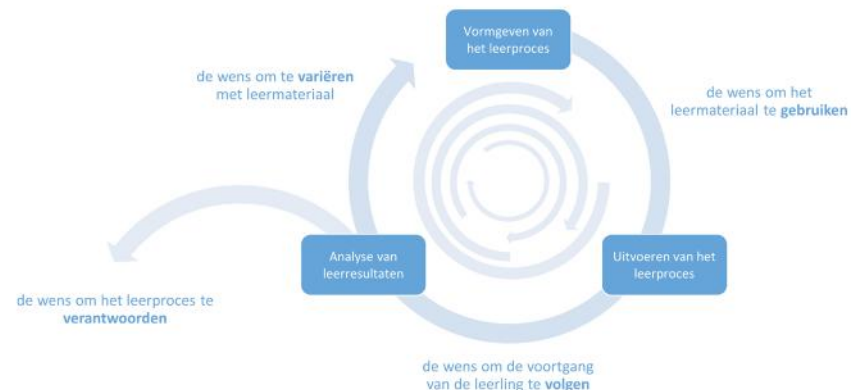 Vormgeven van
het leerproces
de wens om te variëren
met leermateriaal
de wens om het
leermateriaal te gebruiken
Analyse van
leerresultaten
Uitvoeren van het
leerproces
de wens om het leerproces te
verantwoorden
de wens om de voortgang
van de leerling te volgen